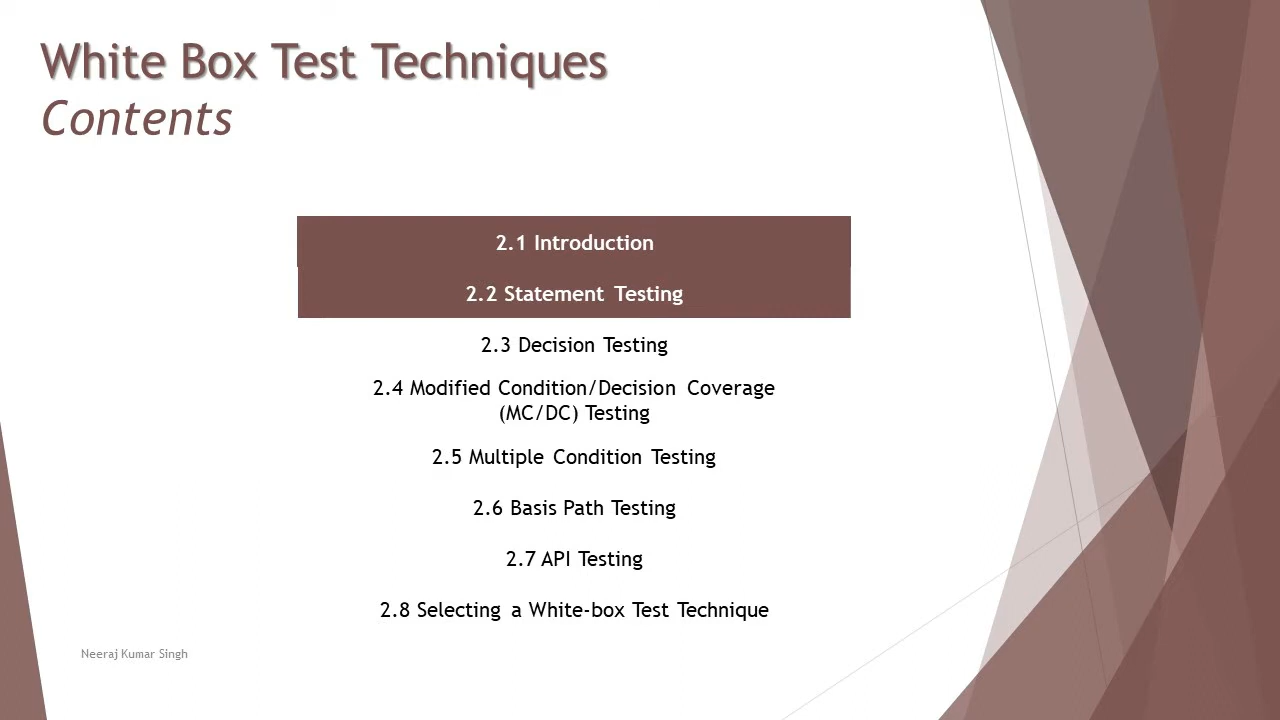 White Box Test Techniques
Contents
2.1 Introduction
2.2 Statement Testing
2.3 Decision Testing
2.4 Modified Condition/Decision Coverage
(MC/DC) Testing
2.5 Multiple Condition Testing
2.6 Basis Path Testing
2.7 API Testing
2.8 Selecting a White-box Test Technique
Neeraj Kumar Singh